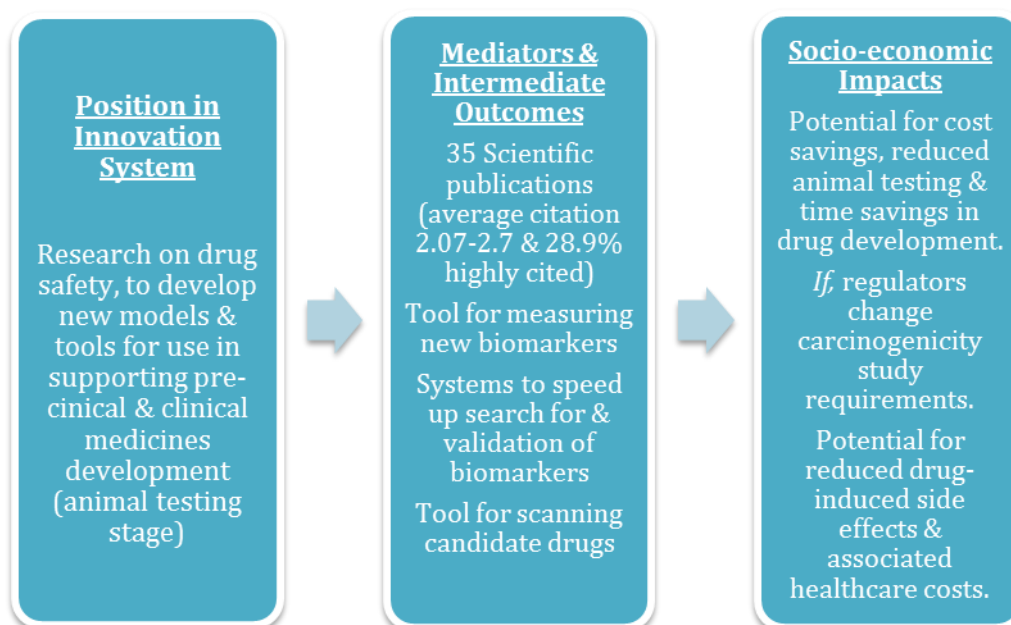 Position in
Innovation
System
Research on drug
safety, to develop
new models &
tools for use in
supporting pre-
cinical & clinical
medicines
development
(animal testing
stage)
Mediators &
Intermediate
Outcomes
35 Scientific
publications
(average citation
2.07-2.7 & 28.9%
highly cited)
Tool for measuring
new biomarkers
Systems to speed
up search for &
validation of
biomarkers
Tool for scanning
candidate drugs
Socio-economic
Impacts
Potential for cost
savings, reduced
animal testing &
time savings in
drug development.
If, regulators
change
carcinogenicity
study
requirements.
Potential for
reduced drug-
induced side
effects &
associated
healthcare costs.